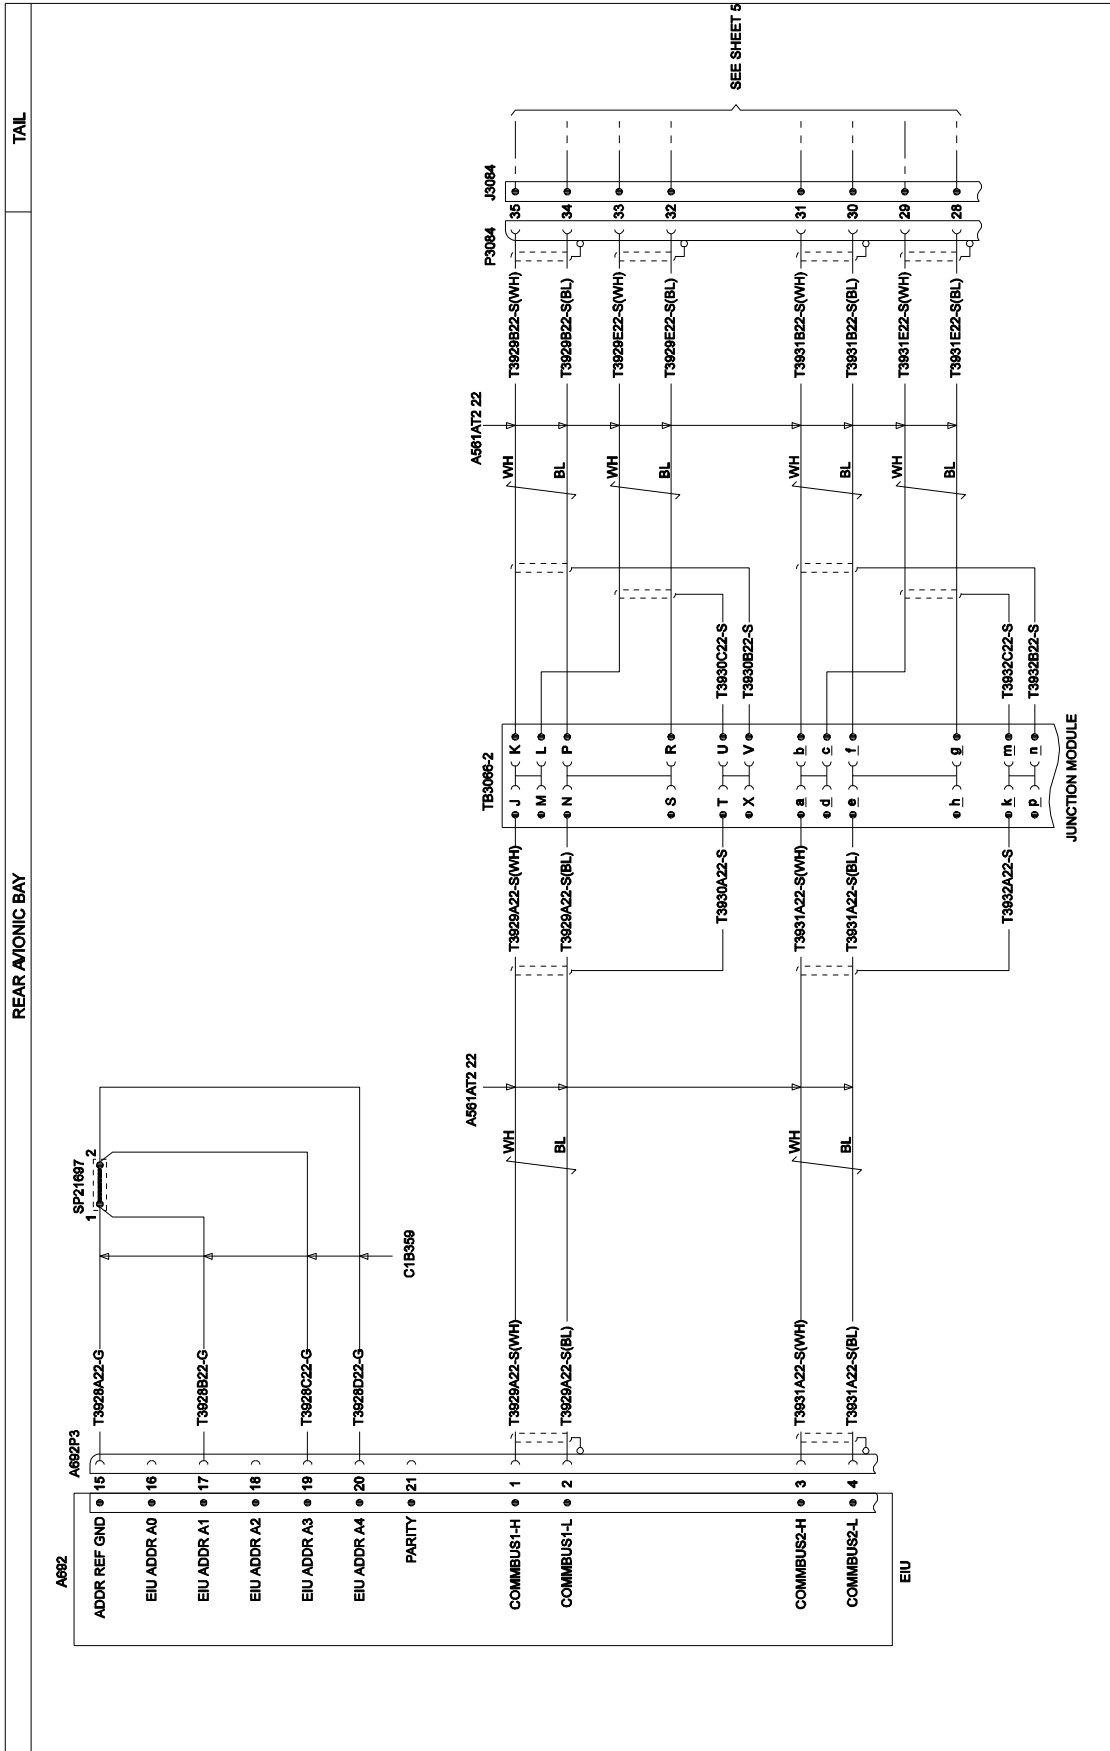 REAR AVIONIC BAY
TAIL
A692
A692P3
ADDR REF GND 15 T3928A22-G
EIU ADDR A0 16
EIU ADDR A1 17 T3928B22-G
EIU ADDR A2 18
EIU ADDR A3 19 T3928C22-G
EIU ADDR A4 20 T3928D22-G
PARITY 21
SP21697
1 2
C1B359
COMMBUS1-H 1 T3929A22-S(WH)
COMMBUS1-L 2 T3929A22-S(BL)
COMMBUS2-H 3 T3931A22-S(WH)
COMMBUS2-L 4 T3931A22-S(BL)
EIU
A561AT2 22
WH
BL
WH
BL
T3929A22-S(WH)
T3929A22-S(BL)
T3930A22-S
T3931A22-S(WH)
T3931A22-S(BL)
T3932A22-S
TB3066-2
J K
M L
N P
S R
T U
X V
a b
d c
e f
h g
k m
p n
JUNCTION MODULE
T3930C22-S
T3930B22-S
T3932C22-S
T3932B22-S
A561AT2 22
WH
BL
WH
BL
WH
BL
WH
BL
P3084
J3084
T3929B22-S(WH) 35
T3929B22-S(BL) 34
T3929E22-S(WH) 33
T3929E22-S(BL) 32
T3931B22-S(WH) 31
T3931B22-S(BL) 30
T3931E22-S(WH) 29
T3931E22-S(BL) 28
SEE SHEET 5